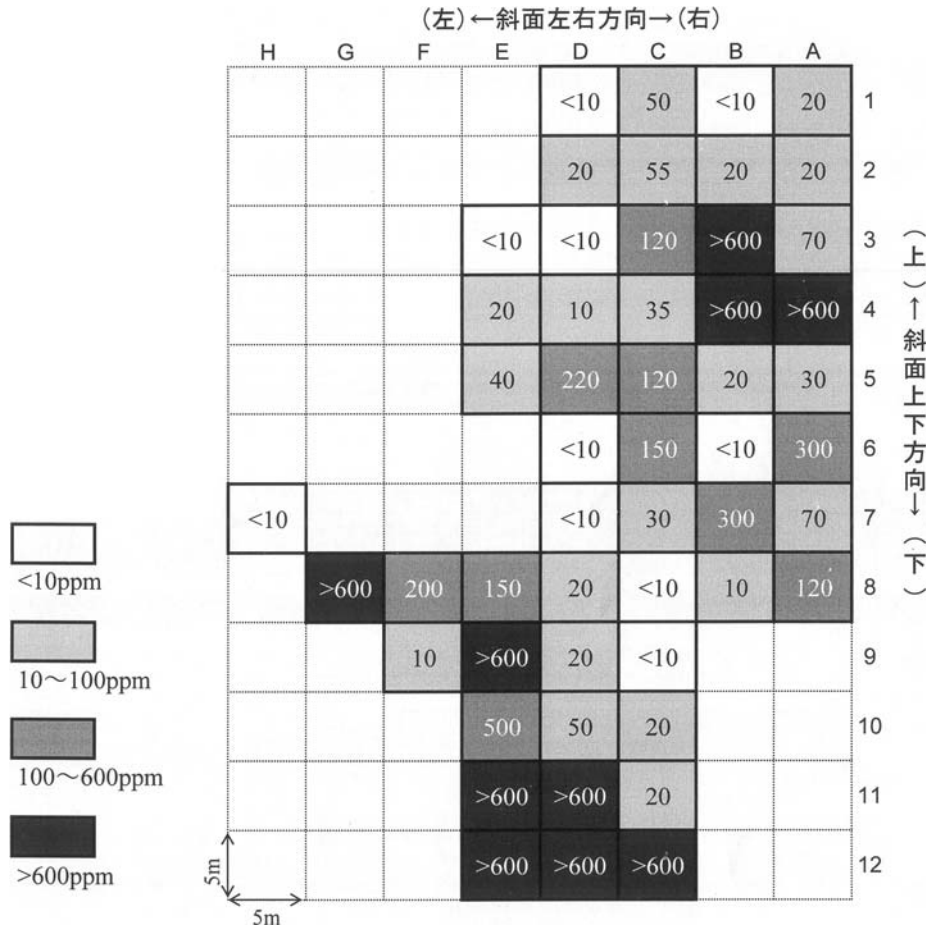 (左)←斜面左右方向→(右)
H G F E D C B A
<10 50 <10 20 1
20 55 20 20 2
<10 <10 120 >600 70 3
20 10 35 >600 >600 4
40 220 120 20 30 5
<10 150 <10 300 6
<10 <10 30 300 70 7
>600 200 150 20 <10 10 120 8
10 >600 20 <10 9
500 50 20 10
>600 >600 20 11
>600 >600 >600 12
(上)←斜面上下方向→(下)
<10ppm
10～100ppm
100～600ppm
>600ppm
5m
5m